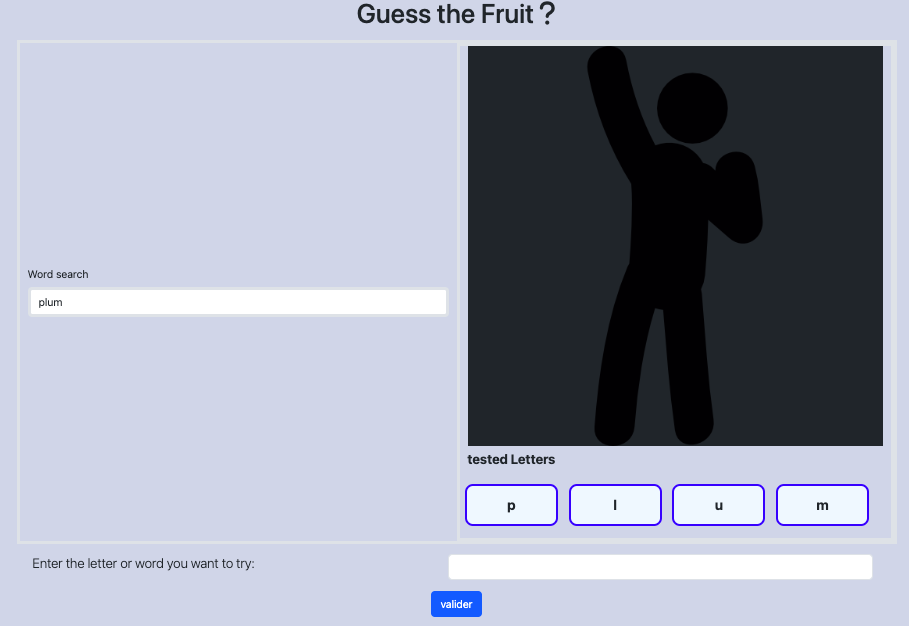 Guess the Fruit ?
Word search
plum
tested Letters
p l u m
Enter the letter or word you want to try:
valider